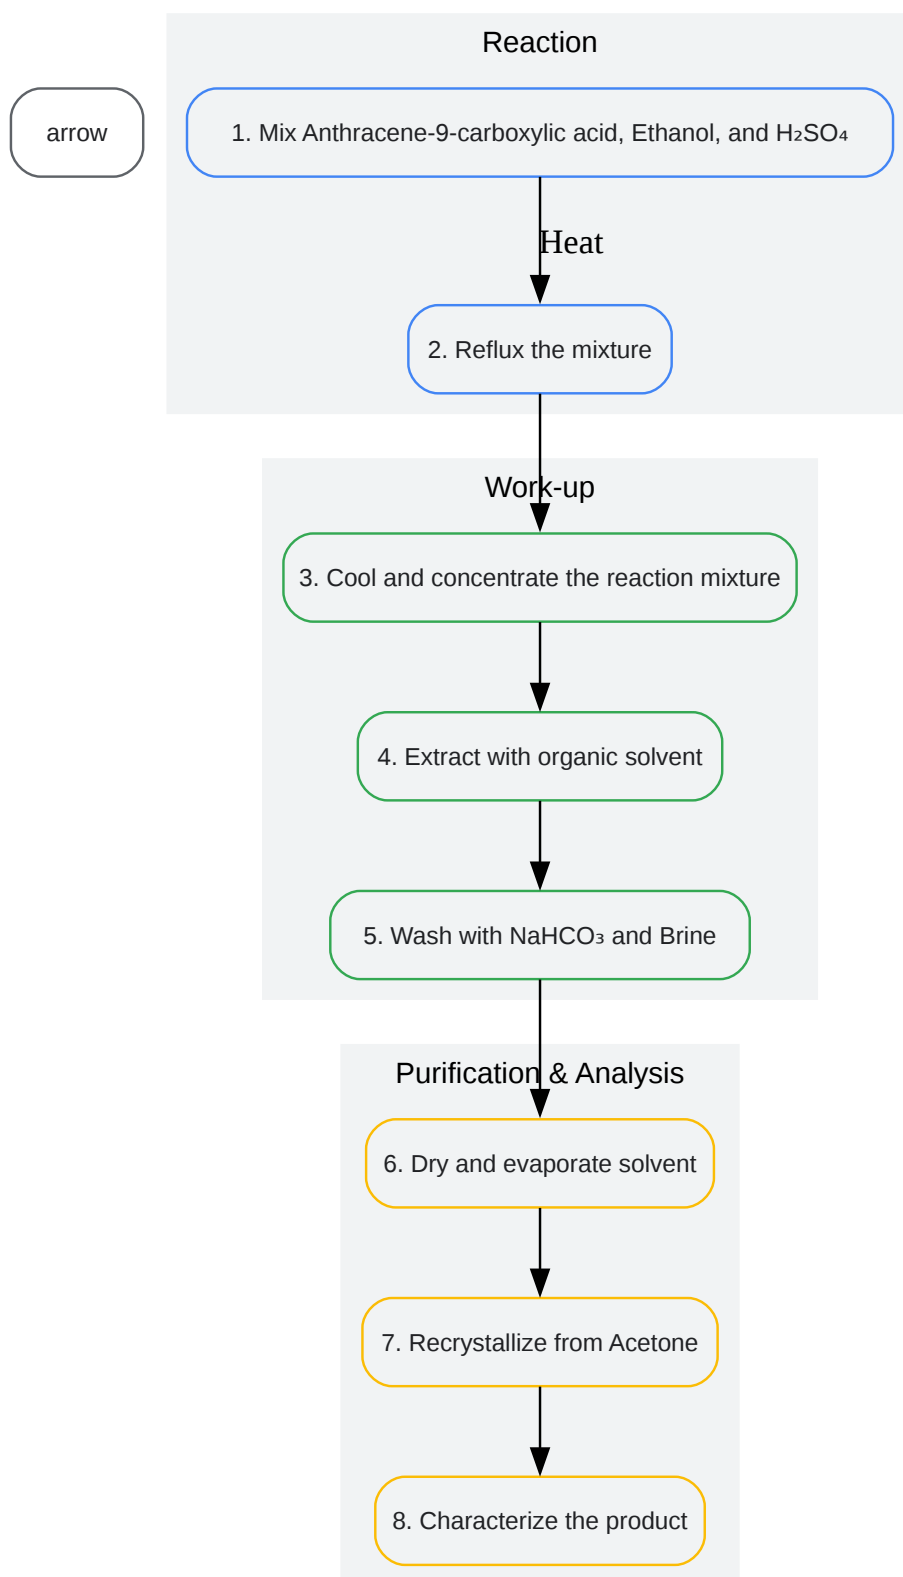 Reaction
arrow
1. Mix Anthracene-9-carboxylic acid, Ethanol, and H₂SO₄
Heat
2. Reflux the mixture
Work-up
3. Cool and concentrate the reaction mixture
4. Extract with organic solvent
5. Wash with NaHCO₃ and Brine
Purification & Analysis
6. Dry and evaporate solvent
7. Recrystallize from Acetone
8. Characterize the product